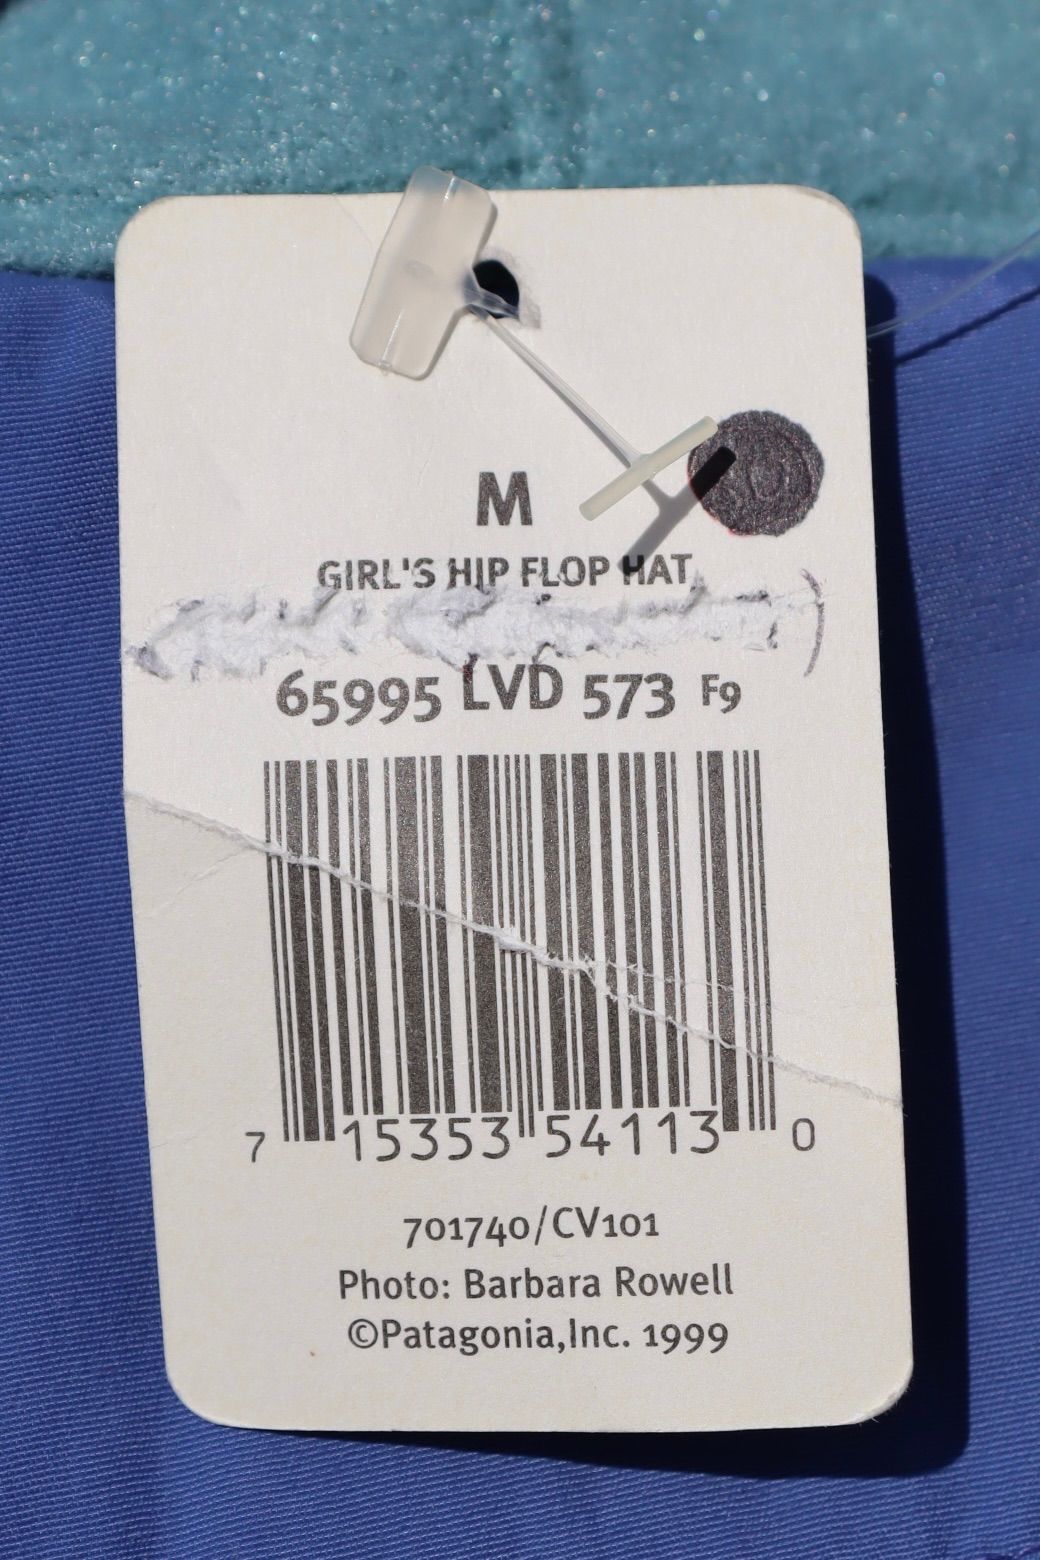 M
GIRL'S HIP FLOP HAT
65995 LVD 573 F9
7 15353 54113 0
701740/CV101
Photo: Barbara Rowell
©Patagonia,Inc. 1999